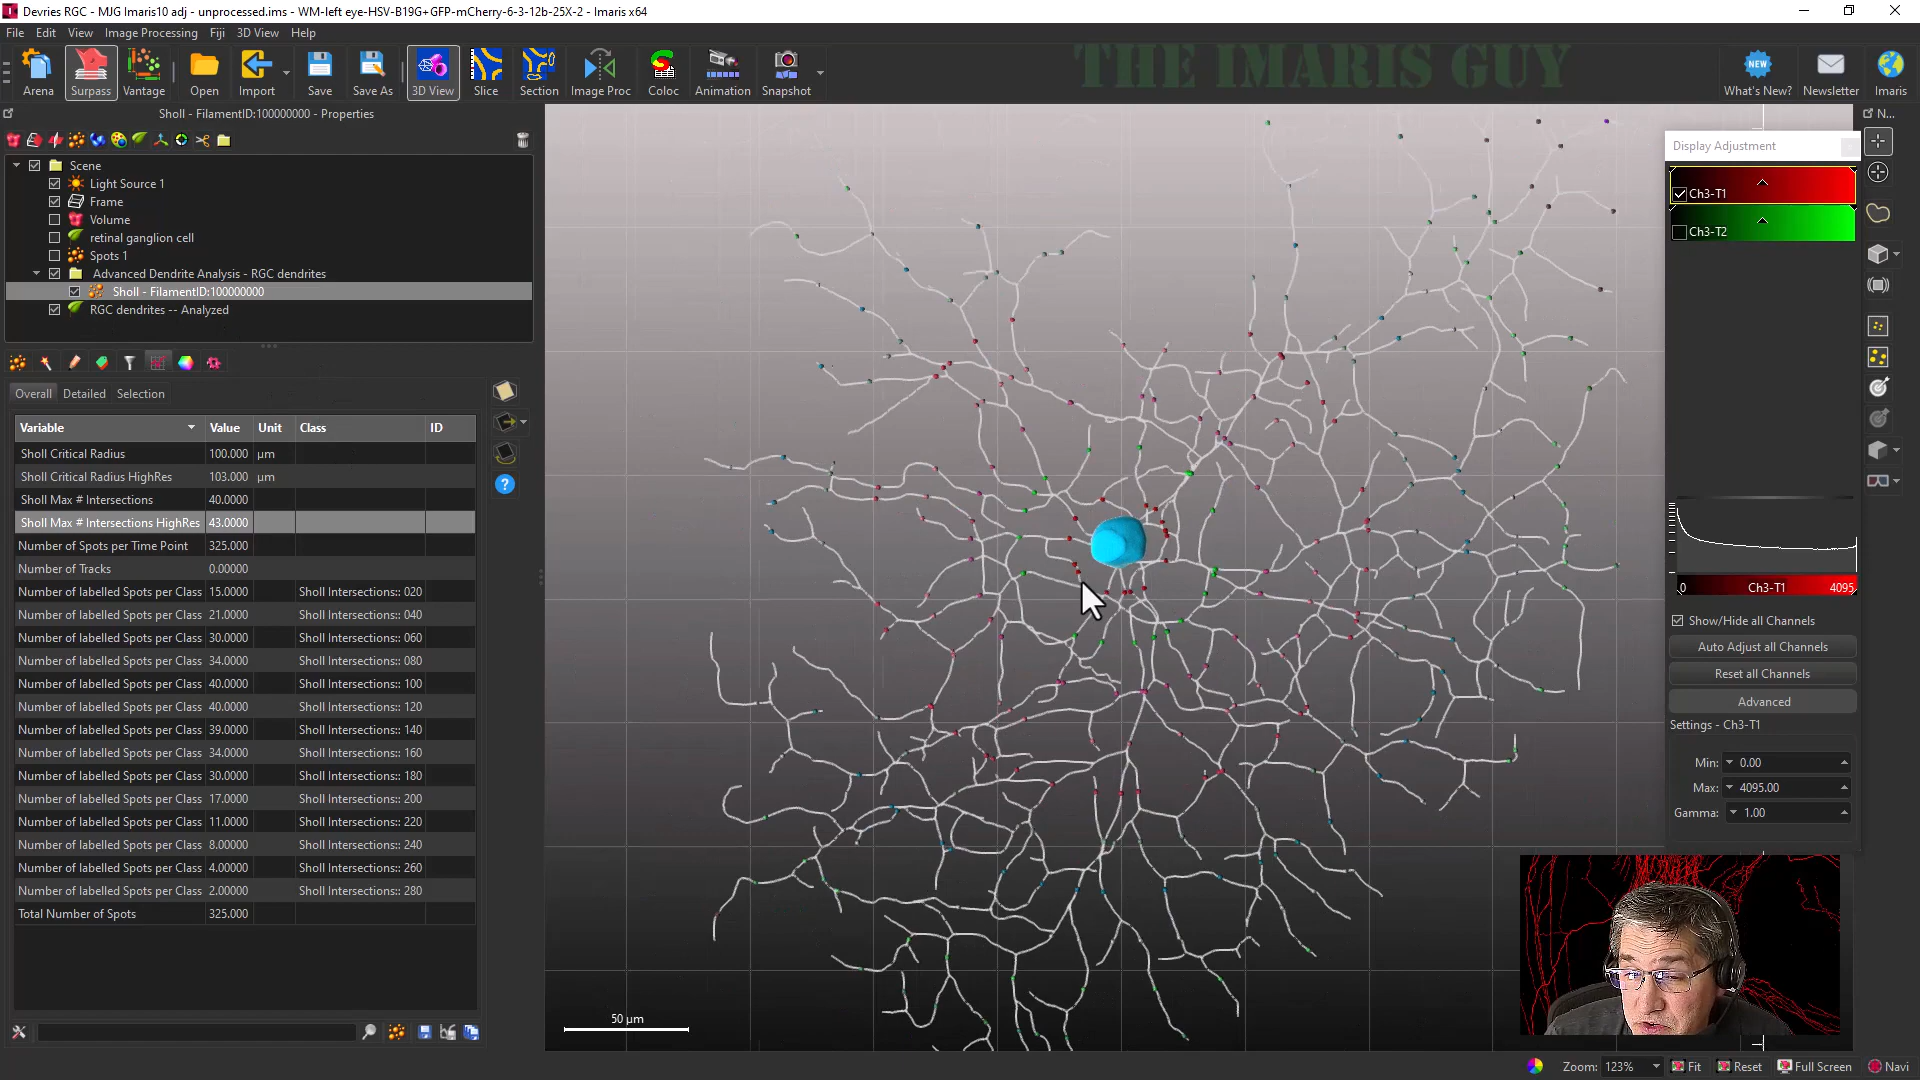 Devries RGC - MJG Imaris10 adj - unprocessed.ims - WM-left eye-HSV-B19G+GFP-mCherry-6-3-12b-25X-2 - Imaris x64
File Edit View Image Processing Fiji 3D View Help
THE IMARIS GUY
Arena Surpass Vantage Open Import Save Save As 3D View Slice Section Image Proc Coloc Animation Snapshot What's New? Newsletter Imaris
NEW
Sholl - FilamentID:100000000 - Properties
N...
Scene
Light Source 1
Frame
Volume
retinal ganglion cell
Spots 1
Advanced Dendrite Analysis - RGC dendrites
Sholl - FilamentID:100000000
RGC dendrites -- Analyzed
Overall Detailed Selection
Variable Value Unit Class ID
Sholl Critical Radius 100.000 µm
Sholl Critical Radius HighRes 103.000 µm
Sholl Max # Intersections 40.0000
Sholl Max # Intersections HighRes 43.0000
Number of Spots per Time Point 325.000
Number of Tracks 0.00000
Number of labelled Spots per Class 15.0000 Sholl Intersections:: 020
Number of labelled Spots per Class 21.0000 Sholl Intersections:: 040
Number of labelled Spots per Class 30.0000 Sholl Intersections:: 060
Number of labelled Spots per Class 34.0000 Sholl Intersections:: 080
Number of labelled Spots per Class 40.0000 Sholl Intersections:: 100
Number of labelled Spots per Class 40.0000 Sholl Intersections:: 120
Number of labelled Spots per Class 39.0000 Sholl Intersections:: 140
Number of labelled Spots per Class 34.0000 Sholl Intersections:: 160
Number of labelled Spots per Class 30.0000 Sholl Intersections:: 180
Number of labelled Spots per Class 17.0000 Sholl Intersections:: 200
Number of labelled Spots per Class 11.0000 Sholl Intersections:: 220
Number of labelled Spots per Class 8.00000 Sholl Intersections:: 240
Number of labelled Spots per Class 4.00000 Sholl Intersections:: 260
Number of labelled Spots per Class 2.00000 Sholl Intersections:: 280
Total Number of Spots 325.000
50 µm
Display Adjustment
Ch3-T1
Ch3-T2
0 Ch3-T1 4095
Show/Hide all Channels
Auto Adjust all Channels
Reset all Channels
Advanced
Settings - Ch3-T1
Min: 0.00
Max: 4095.00
Gamma: 1.00
Zoom: 123% Fit Reset Full Screen Navi